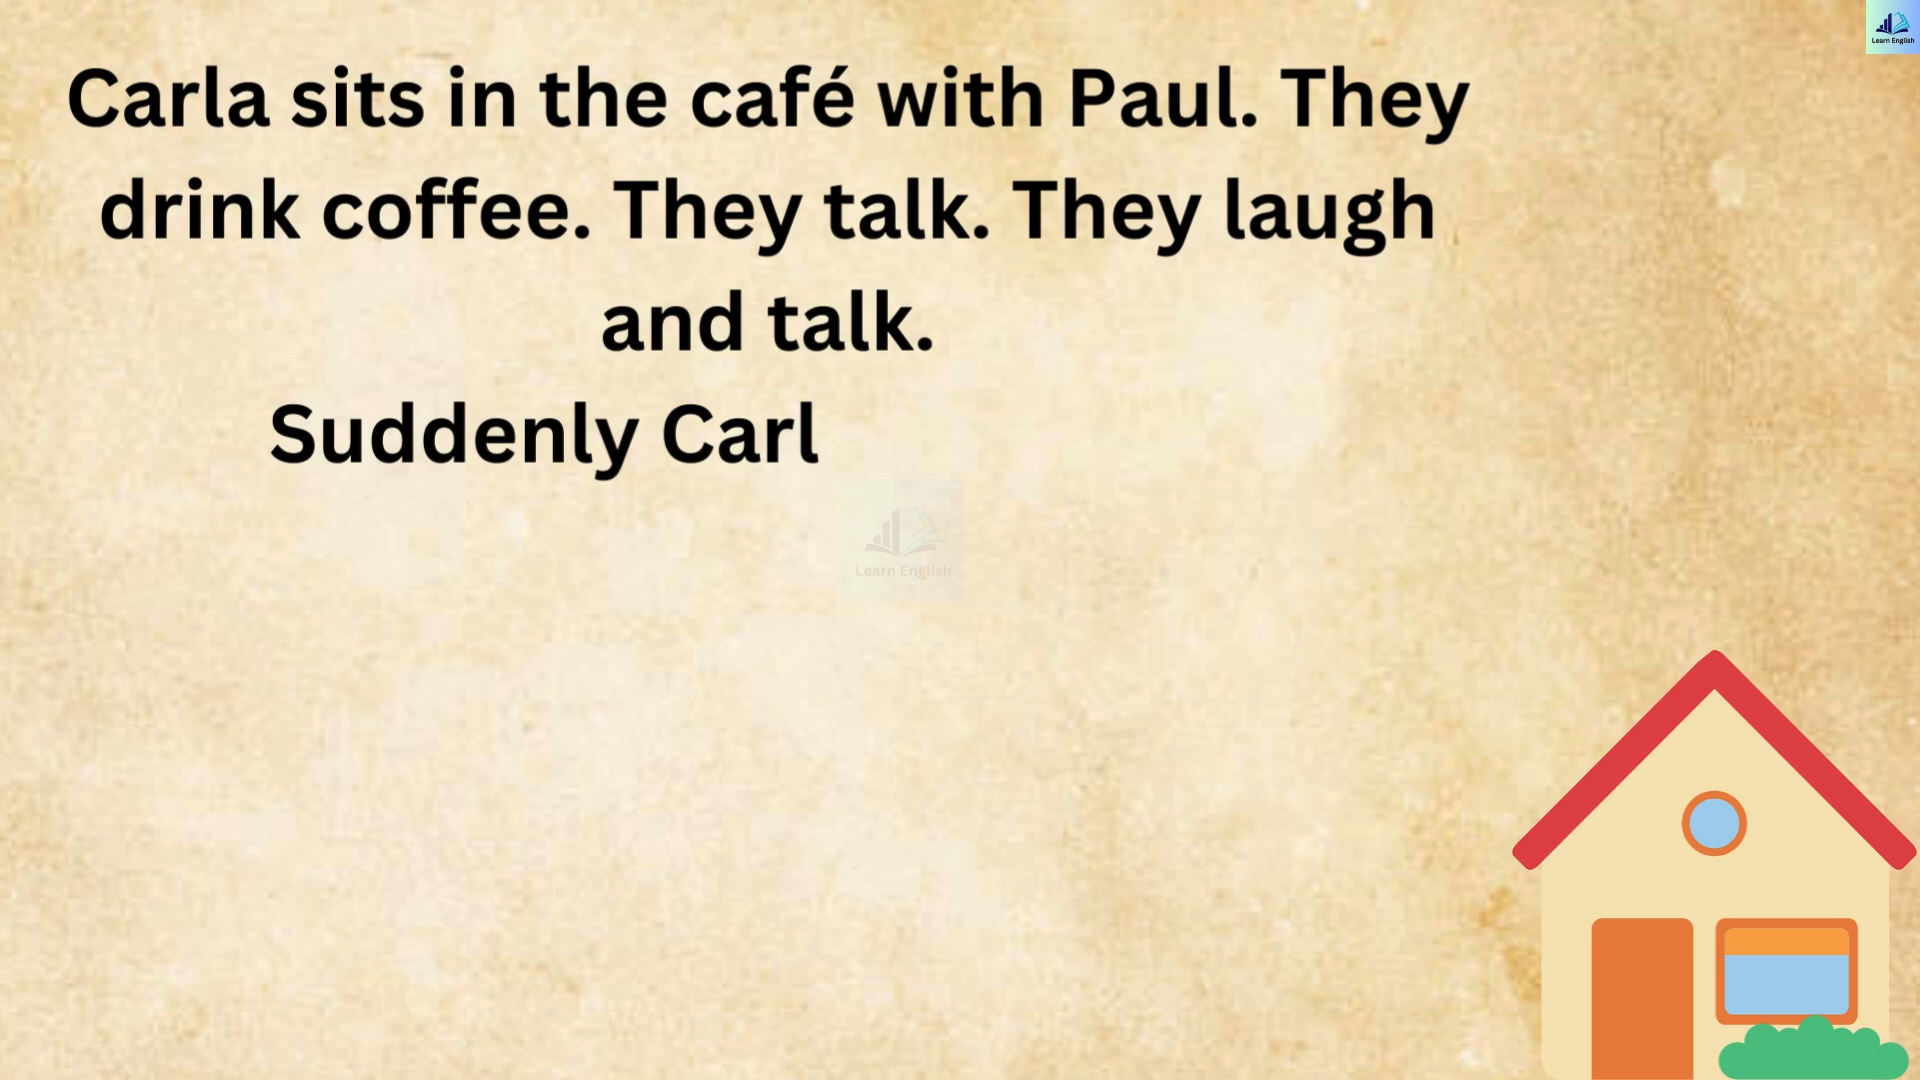 Learn English
Carla sits in the café with Paul. They
drink coffee. They talk. They laugh
and talk.
Suddenly Carl
Learn English